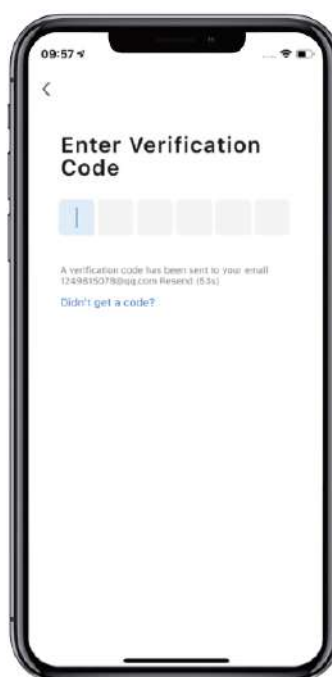 09:57
Enter Verification
Code
A verification code has been sent to your email
1249615078@qq.com Resend (53s)
Didn't get a code?